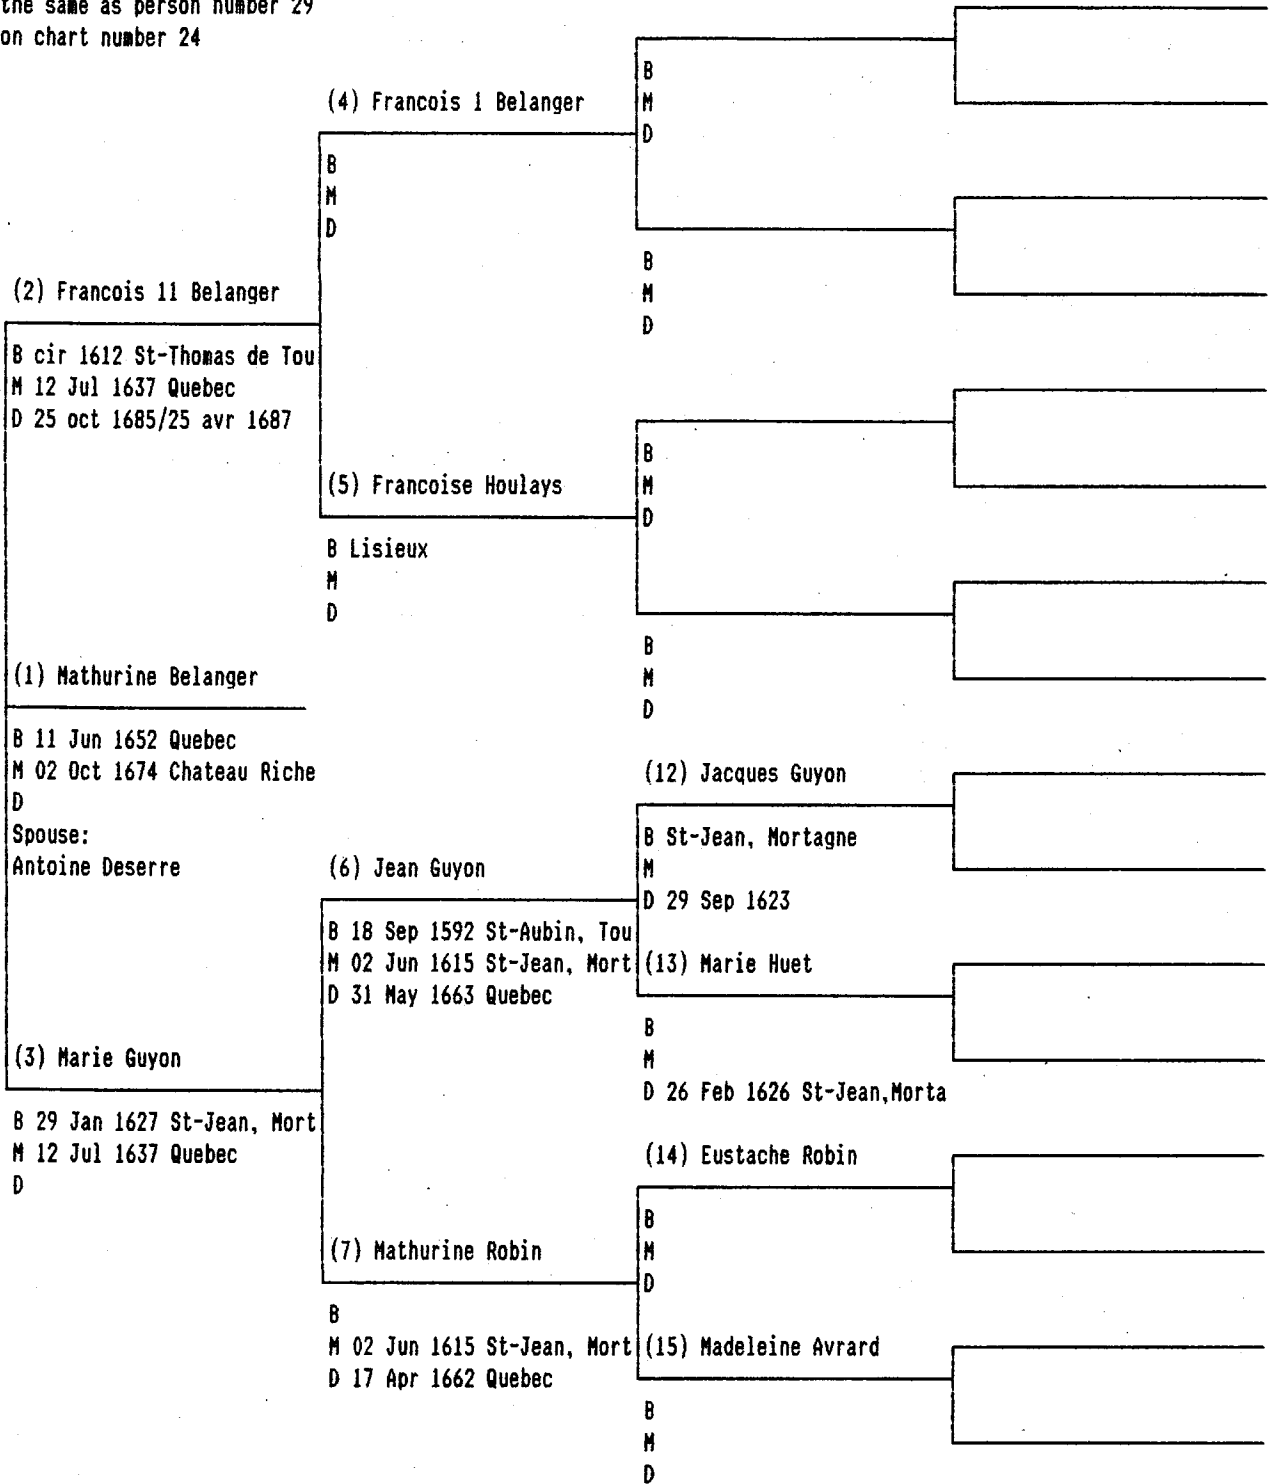 the same as person number 29
on chart number 24
B
M
D
(4) Francois 1 Belanger
B
M
D
B
M
D
(2) Francois 11 Belanger
B cir 1612 St-Thomas de Tou
M 12 Jul 1637 Quebec
D 25 oct 1685/25 avr 1687
B
M
D
(5) Francoise Houlays
B Lisieux
M
D
B
M
D
(1) Mathurine Belanger
B 11 Jun 1652 Quebec
M 02 Oct 1674 Chateau Riche
D
Spouse:
Antoine Deserre
(12) Jacques Guyon
B St-Jean, Mortagne
M
D 29 Sep 1623
(6) Jean Guyon
B 18 Sep 1592 St-Aubin, Tou
M 02 Jun 1615 St-Jean, Mort
D 31 May 1663 Quebec
(13) Marie Huet
B
M
D 26 Feb 1626 St-Jean,Morta
(3) Marie Guyon
B 29 Jan 1627 St-Jean, Mort
M 12 Jul 1637 Quebec
D
(14) Eustache Robin
B
M
D
(7) Mathurine Robin
B
M 02 Jun 1615 St-Jean, Mort
D 17 Apr 1662 Quebec
(15) Madeleine Avrard
B
M
D